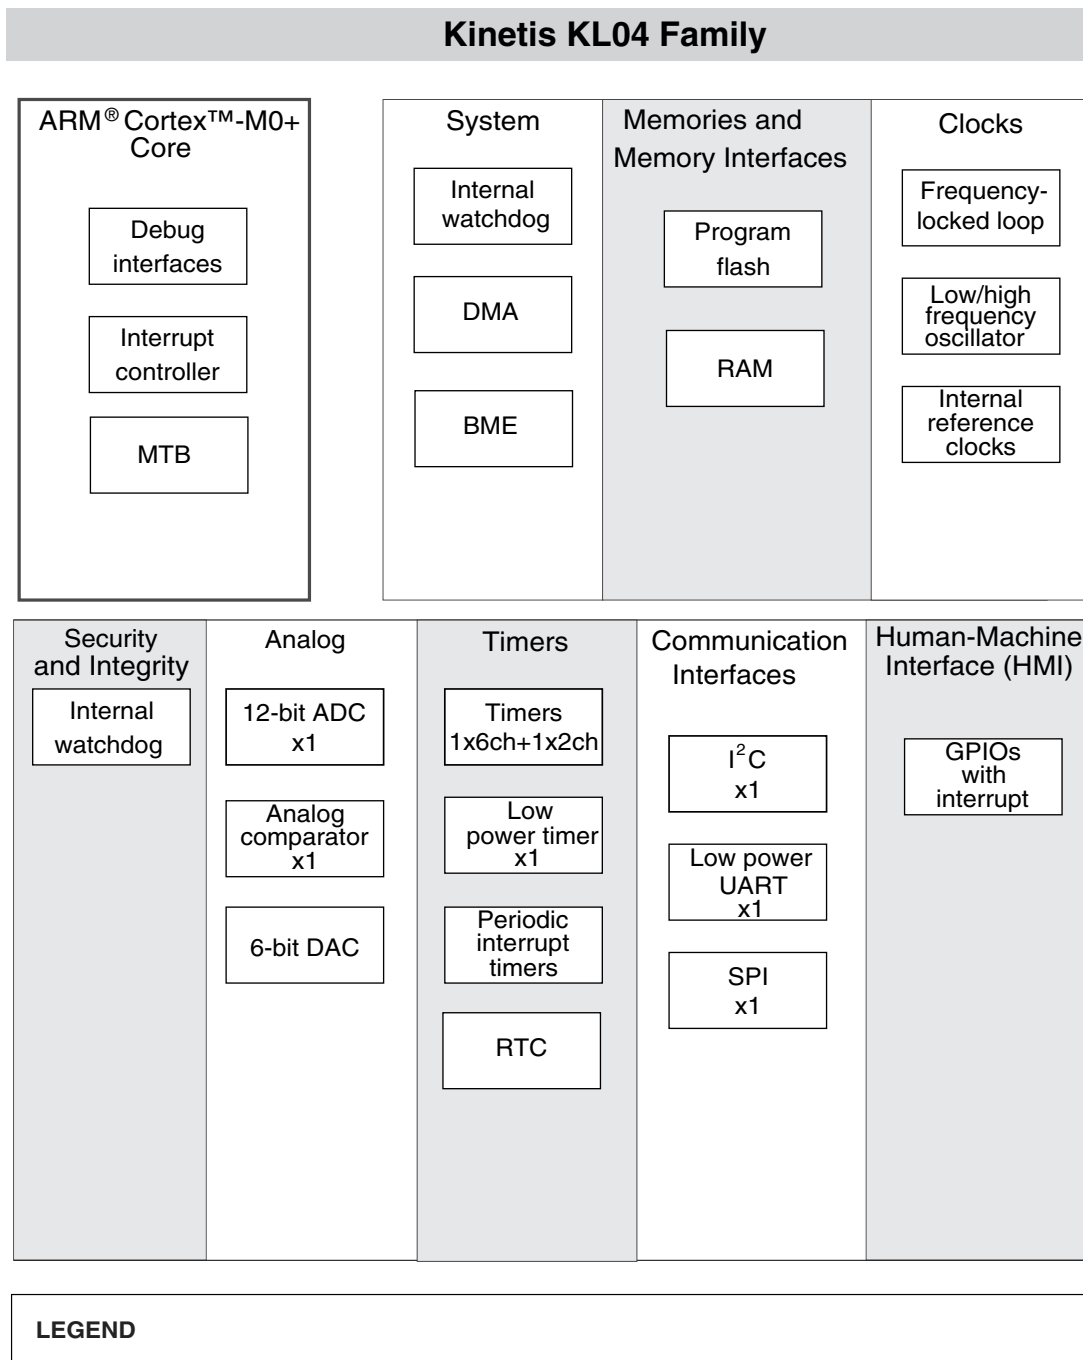 Kinetis KL04 Family
ARM® Cortex™-M0+
Core
Debug
interfaces
Interrupt
controller
MTB
System
Internal
watchdog
DMA
BME
Memories and
Memory Interfaces
Program
flash
RAM
Clocks
Frequency-
locked loop
Low/high
frequency
oscillator
Internal
reference
clocks
Security
and Integrity
Internal
watchdog
Analog
12-bit ADC
x1
Analog
comparator
x1
6-bit DAC
Timers
Timers
1x6ch+1x2ch
Low
power timer
x1
Periodic
interrupt
timers
RTC
Communication
Interfaces
I²C
x1
Low power
UART
x1
SPI
x1
Human-Machine
Interface (HMI)
GPIOs
with
interrupt
LEGEND